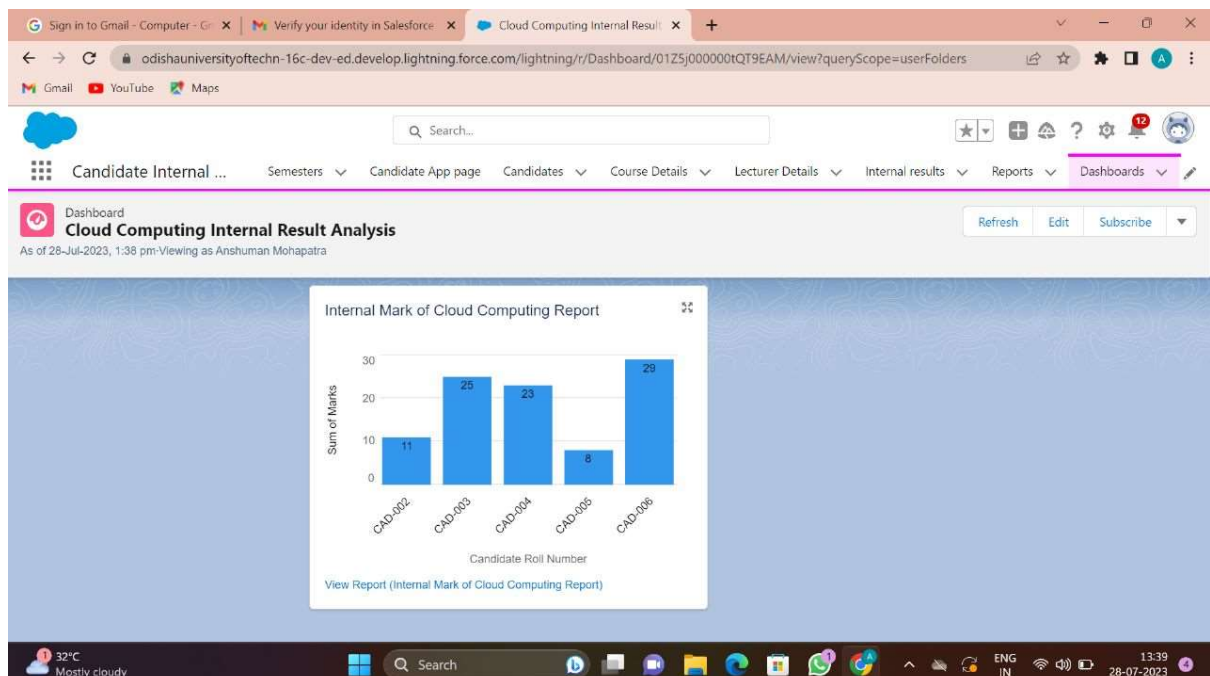 Sign in to Gmail - Computer - Gm
Verify your identity in Salesforce
Cloud Computing Internal Result
odishauniversityoftechn-16c-dev-ed.develop.lightning.force.com/lightning/r/Dashboard/01Z5j000000tQT9EAM/view?queryScope=userFolders
A
Gmail YouTube Maps
Search...
12
Candidate Internal ... Semesters Candidate App page Candidates Course Details Lecturer Details Internal results Reports Dashboards
Dashboard
Cloud Computing Internal Result Analysis
As of 28-Jul-2023, 1:38 pm·Viewing as Anshuman Mohapatra
Refresh Edit Subscribe
Internal Mark of Cloud Computing Report
Sum of Marks
30
20
10
0
11 25 23 8 29
CAD-002 CAD-003 CAD-004 CAD-005 CAD-006
Candidate Roll Number
View Report (Internal Mark of Cloud Computing Report)
1
32°C
Mostly cloudy
Search
1
A
ENG
IN
13:39
28-07-2023
4